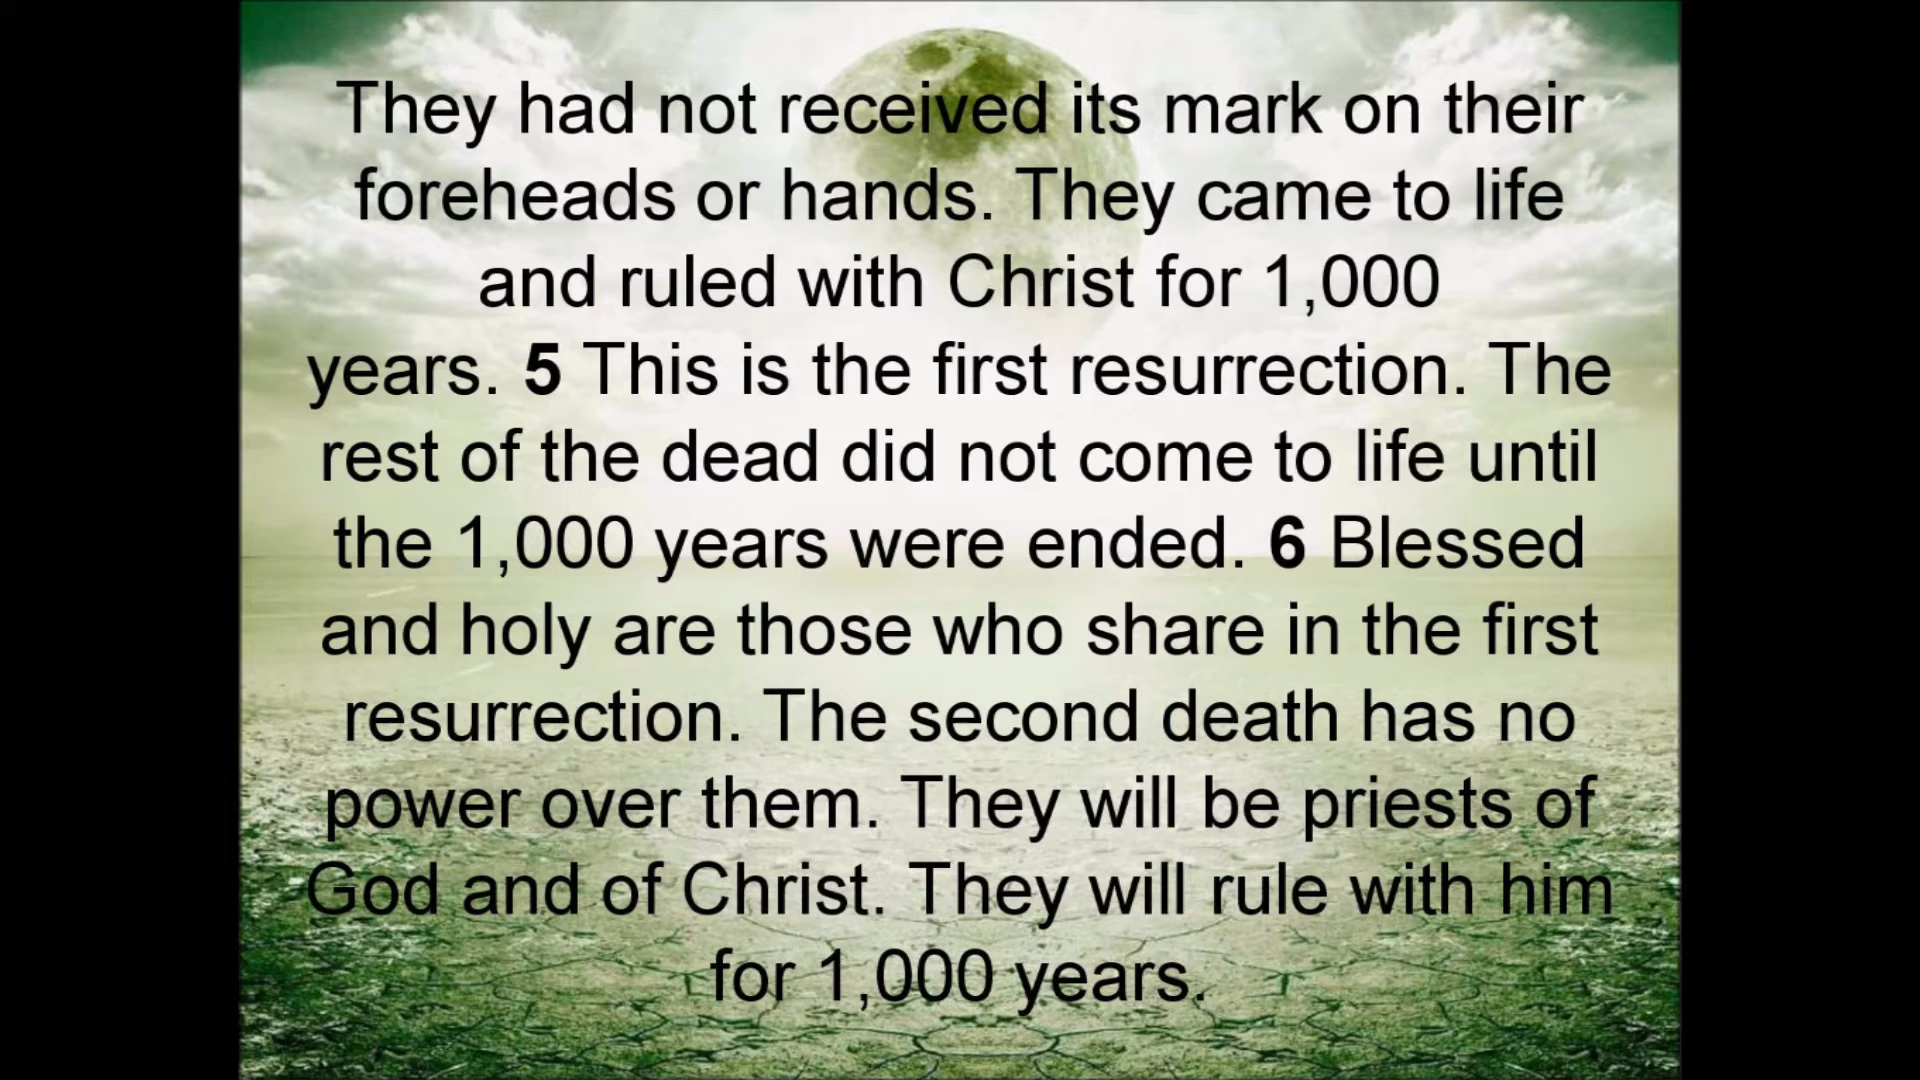 They had not received its mark on their
foreheads or hands. They came to life
and ruled with Christ for 1,000
years. 5 This is the first resurrection. The
rest of the dead did not come to life until
the 1,000 years were ended. 6 Blessed
and holy are those who share in the first
resurrection. The second death has no
power over them. They will be priests of
God and of Christ. They will rule with him
for 1,000 years.